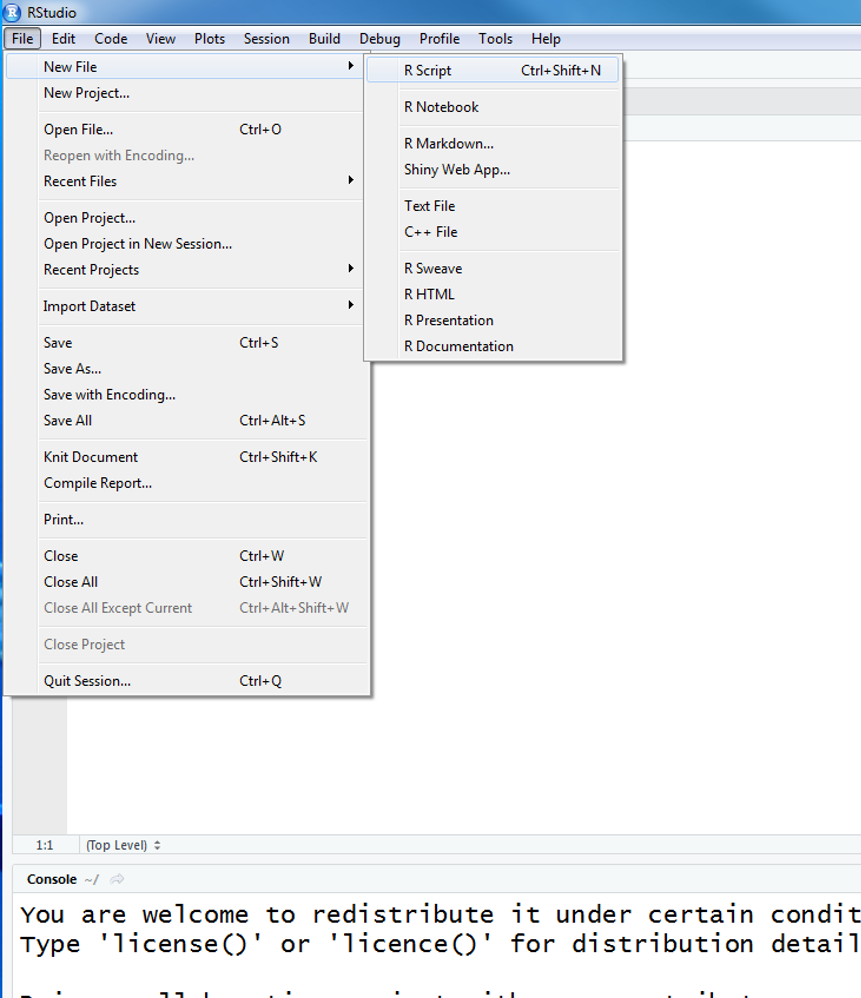 RStudio
File Edit Code View Plots Session Build Debug Profile Tools Help
New File
New Project...
Open File... Ctrl+O
Reopen with Encoding...
Recent Files
Open Project...
Open Project in New Session...
Recent Projects
Import Dataset
Save Ctrl+S
Save As...
Save with Encoding...
Save All Ctrl+Alt+S
Knit Document Ctrl+Shift+K
Compile Report...
Print...
Close Ctrl+W
Close All Ctrl+Shift+W
Close All Except Current Ctrl+Alt+Shift+W
Close Project
Quit Session... Ctrl+Q
R Script Ctrl+Shift+N
R Notebook
R Markdown...
Shiny Web App...
Text File
C++ File
R Sweave
R HTML
R Presentation
R Documentation
1:1 (Top Level)
Console ~/
You are welcome to redistribute it under certain condit
Type 'license()' or 'licence()' for distribution detail